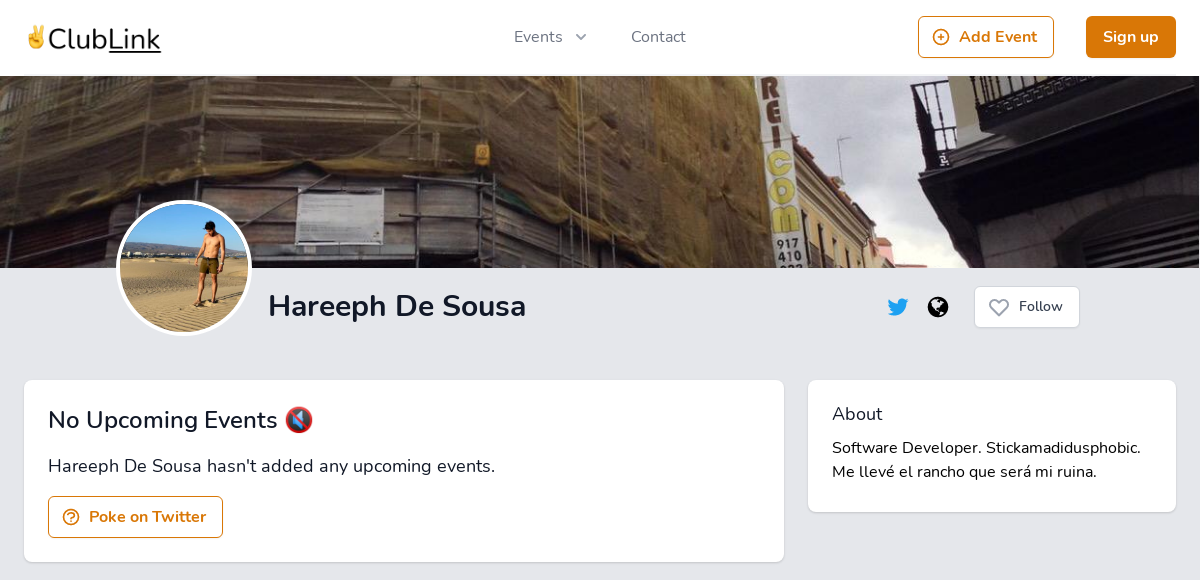 ✌️ClubLink
Events
Contact
Add Event
Sign up
REICOM
917
410
Hareeph De Sousa
Follow
No Upcoming Events 🔇
Hareeph De Sousa hasn't added any upcoming events.
Poke on Twitter
About
Software Developer. Stickamadidusphobic.
Me llevé el rancho que será mi ruina.